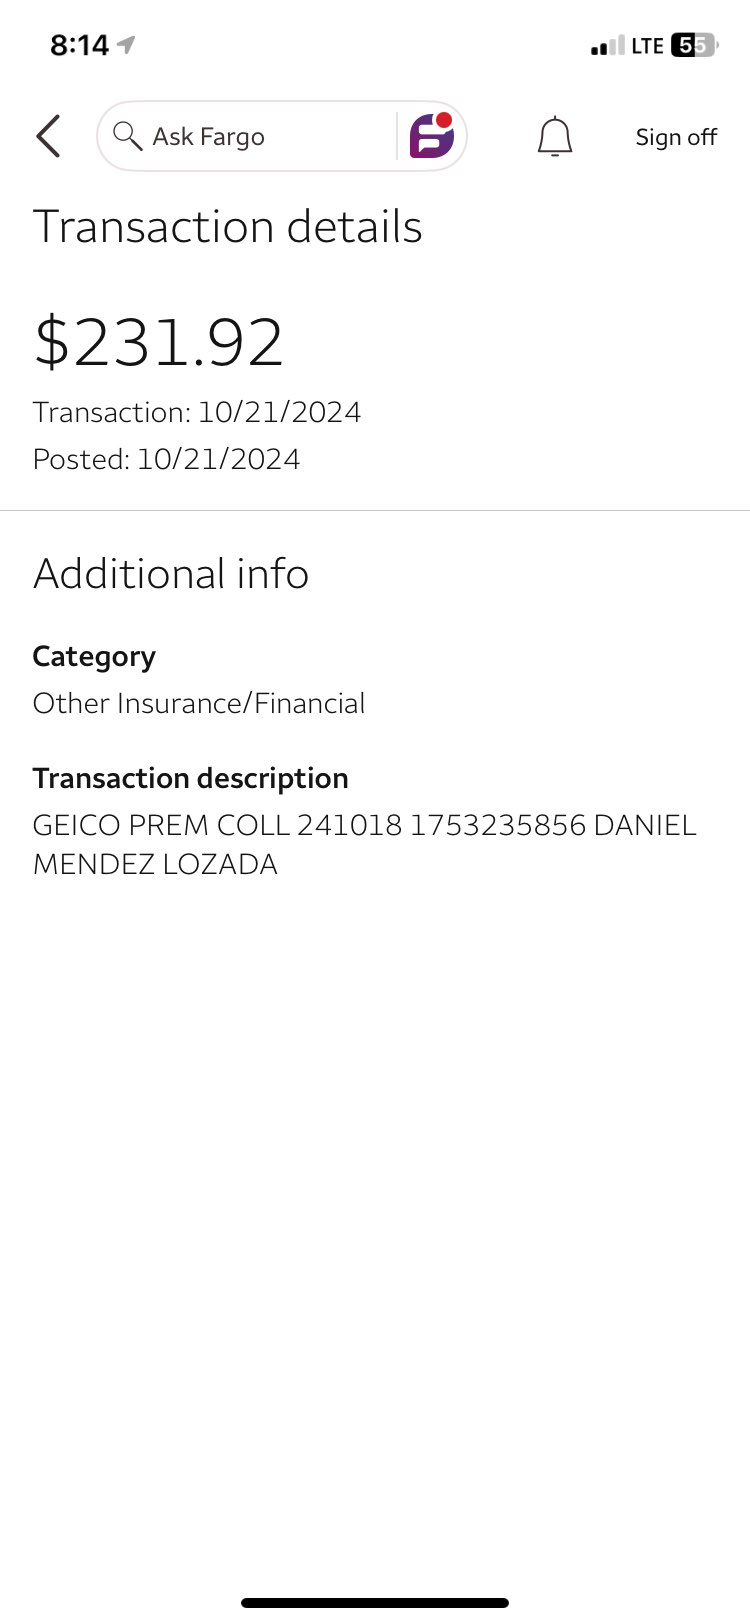 8:14
LTE 55
Ask Fargo
Sign off
Transaction details
$231.92
Transaction: 10/21/2024
Posted: 10/21/2024
Additional info
Category
Other Insurance/Financial
Transaction description
GEICO PREM COLL 241018 1753235856 DANIEL
MENDEZ LOZADA